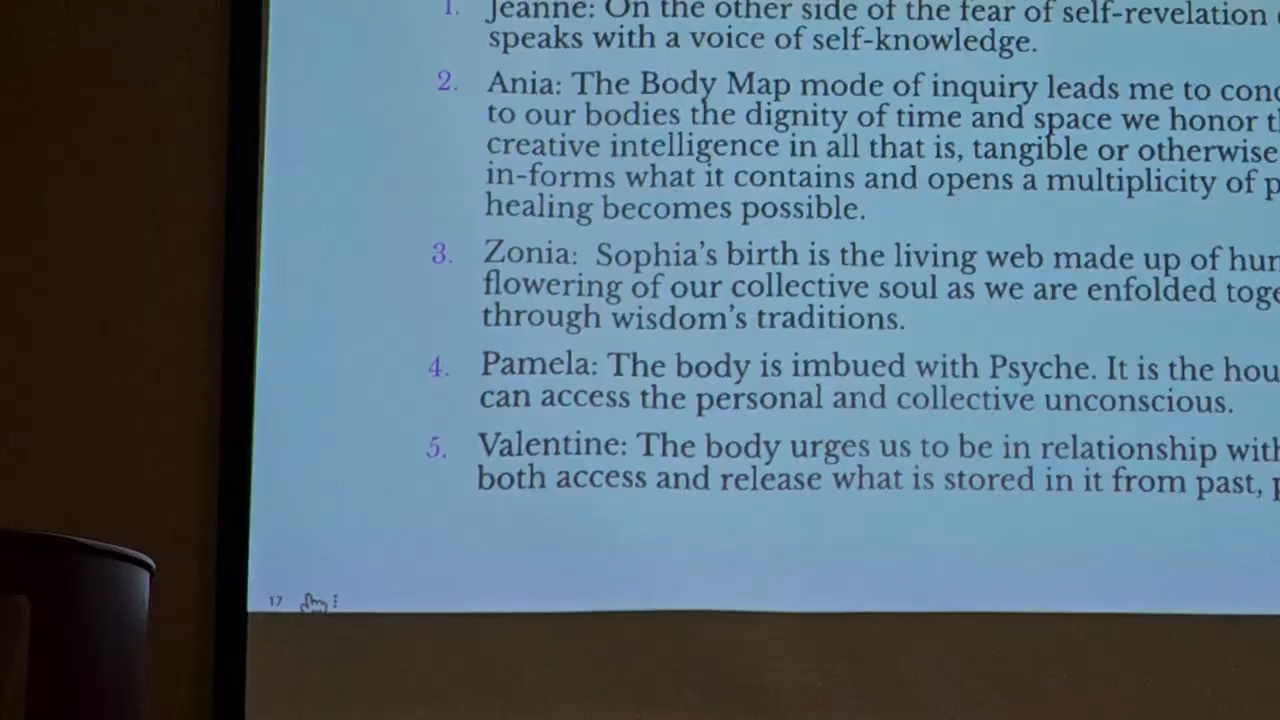 1. Jeanne: On the other side of the fear of self-revelation
speaks with a voice of self-knowledge.
2. Ania: The Body Map mode of inquiry leads me to
to our bodies the dignity of time and space we honor
creative intelligence in all that is, tangible or otherwise
in-forms what it contains and opens a multiplicity of
healing becomes possible.
3. Zonia: Sophia's birth is the living web made up of
flowering of our collective soul as we are enfolded
through wisdom's traditions.
4. Pamela: The body is imbued with Psyche. It is the
can access the personal and collective unconscious.
5. Valentine: The body urges us to be in relationship with
both access and release what is stored in it from past,
17